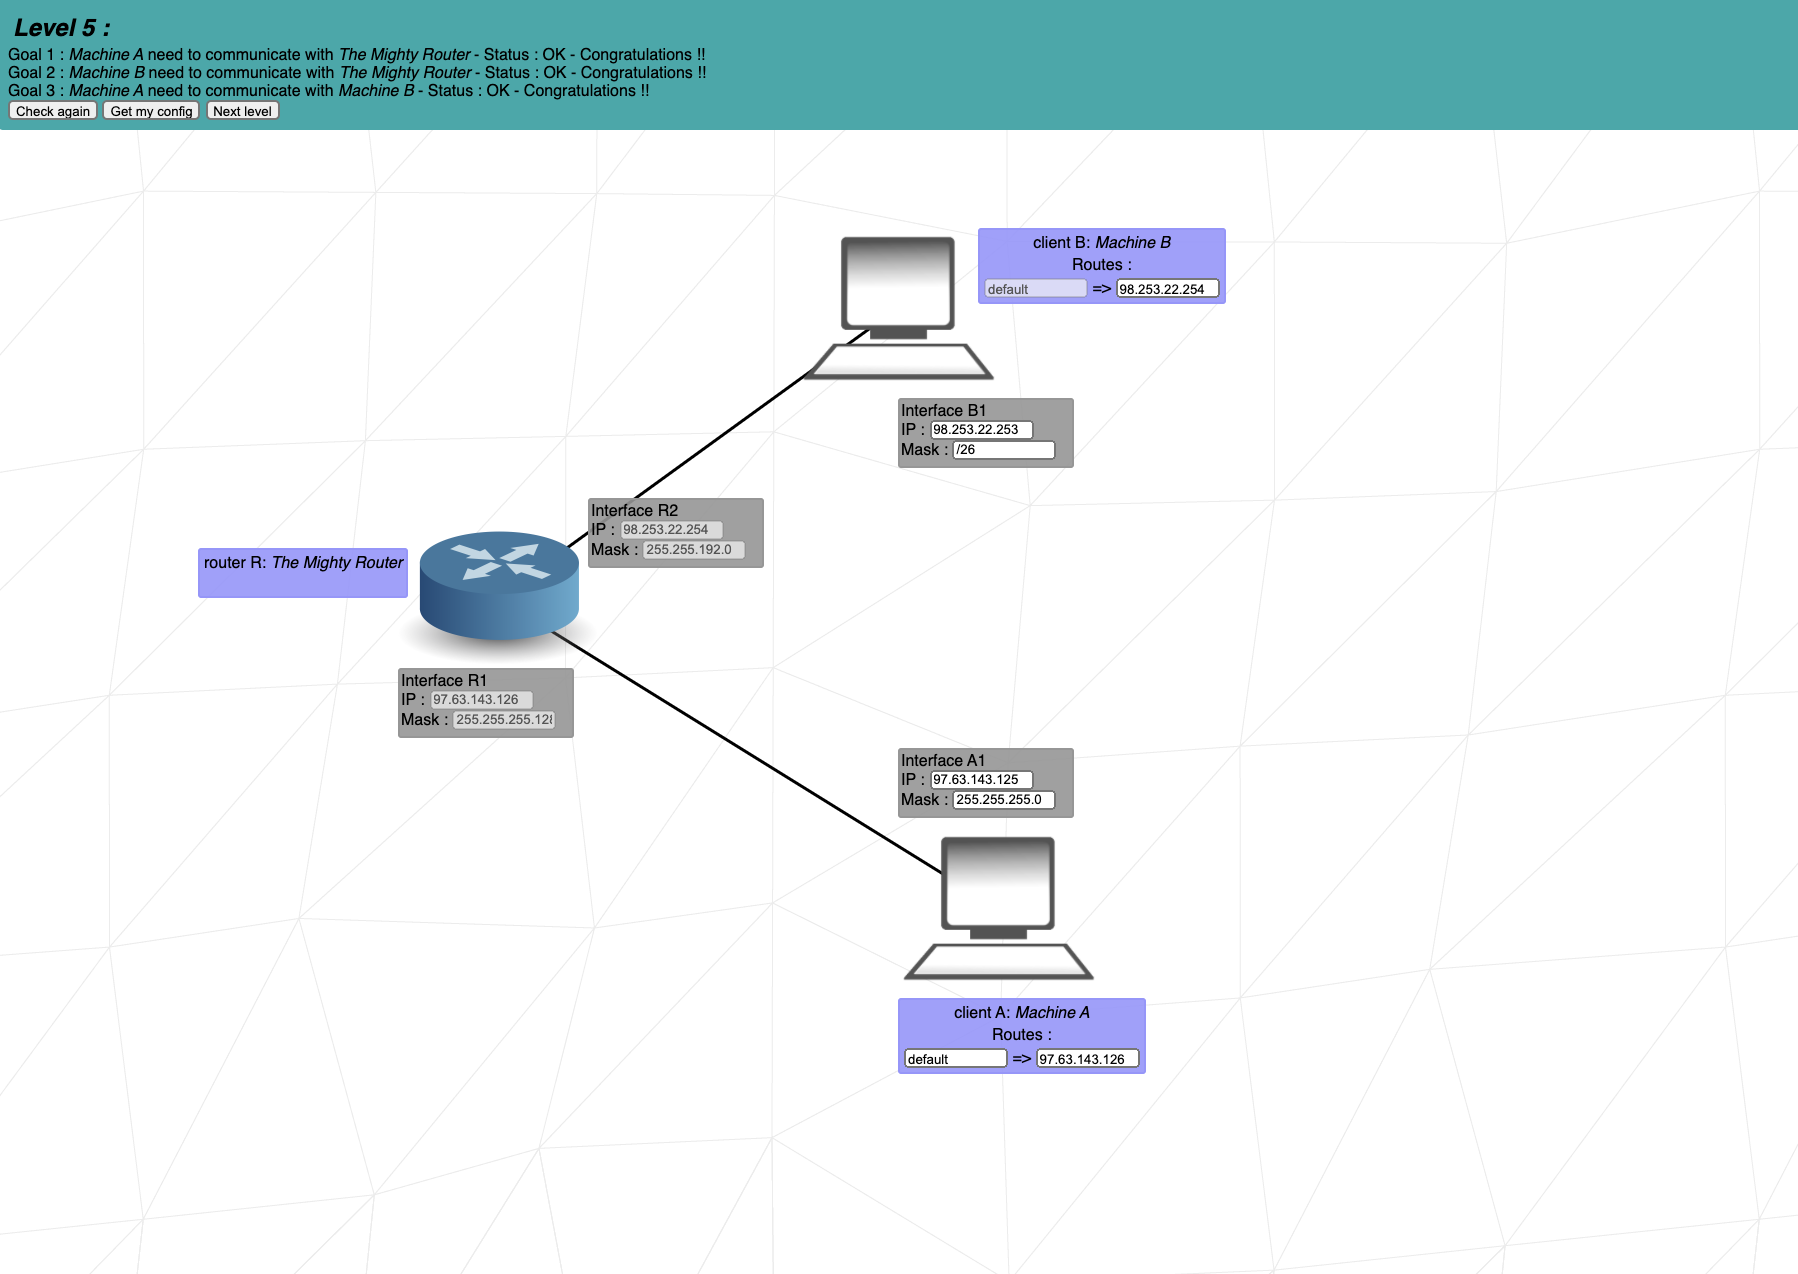 Level 5 :
Goal 1 : Machine A need to communicate with The Mighty Router - Status : OK - Congratulations !!
Goal 2 : Machine B need to communicate with The Mighty Router - Status : OK - Congratulations !!
Goal 3 : Machine A need to communicate with Machine B - Status : OK - Congratulations !!
Check again Get my config Next level
client B: Machine B
Routes :
default => 98.253.22.254
Interface B1
IP : 98.253.22.253
Mask : /26
Interface R2
IP : 98.253.22.254
Mask : 255.255.192.0
router R: The Mighty Router
Interface R1
IP : 97.63.143.126
Mask : 255.255.255.128
Interface A1
IP : 97.63.143.125
Mask : 255.255.255.0
client A: Machine A
Routes :
default => 97.63.143.126